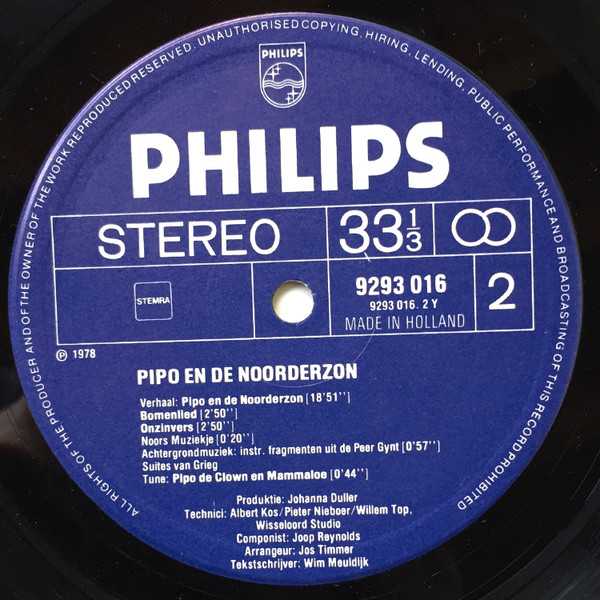 ALL RIGHTS OF THE PRODUCER AND OF THE OWNER OF THE WORK REPRODUCED RESERVED. UNAUTHORISED COPYING, HIRING, LENDING, PUBLIC PERFORMANCE AND BROADCASTING OF THIS RECORD PROHIBITED
PHILIPS
PHILIPS
STEREO
33 1/3
STEMRA
9293 016
9293 016. 2 Y
MADE IN HOLLAND
2
Ⓟ 1978
PIPO EN DE NOORDERZON
Verhaal: Pipo en de Noorderzon [18'51'']
Bomenlied [2'50'']
Onzinvers [2'50'']
Noors Muziekje [0'20'']
Achtergrondmuziek: instr. fragmenten uit de Peer Gynt [0'57'']
Suites van Grieg
Tune: Pipo de Clown en Mammaloe [0'44'']
Produktie: Johanna Duller
Technici: Albert Kos/Pieter Nieboer/Willem Top,
Wisseloord Studio
Componist: Joop Reynolds
Arrangeur: Jos Timmer
Tekstschrijver: Wim Meuldijk